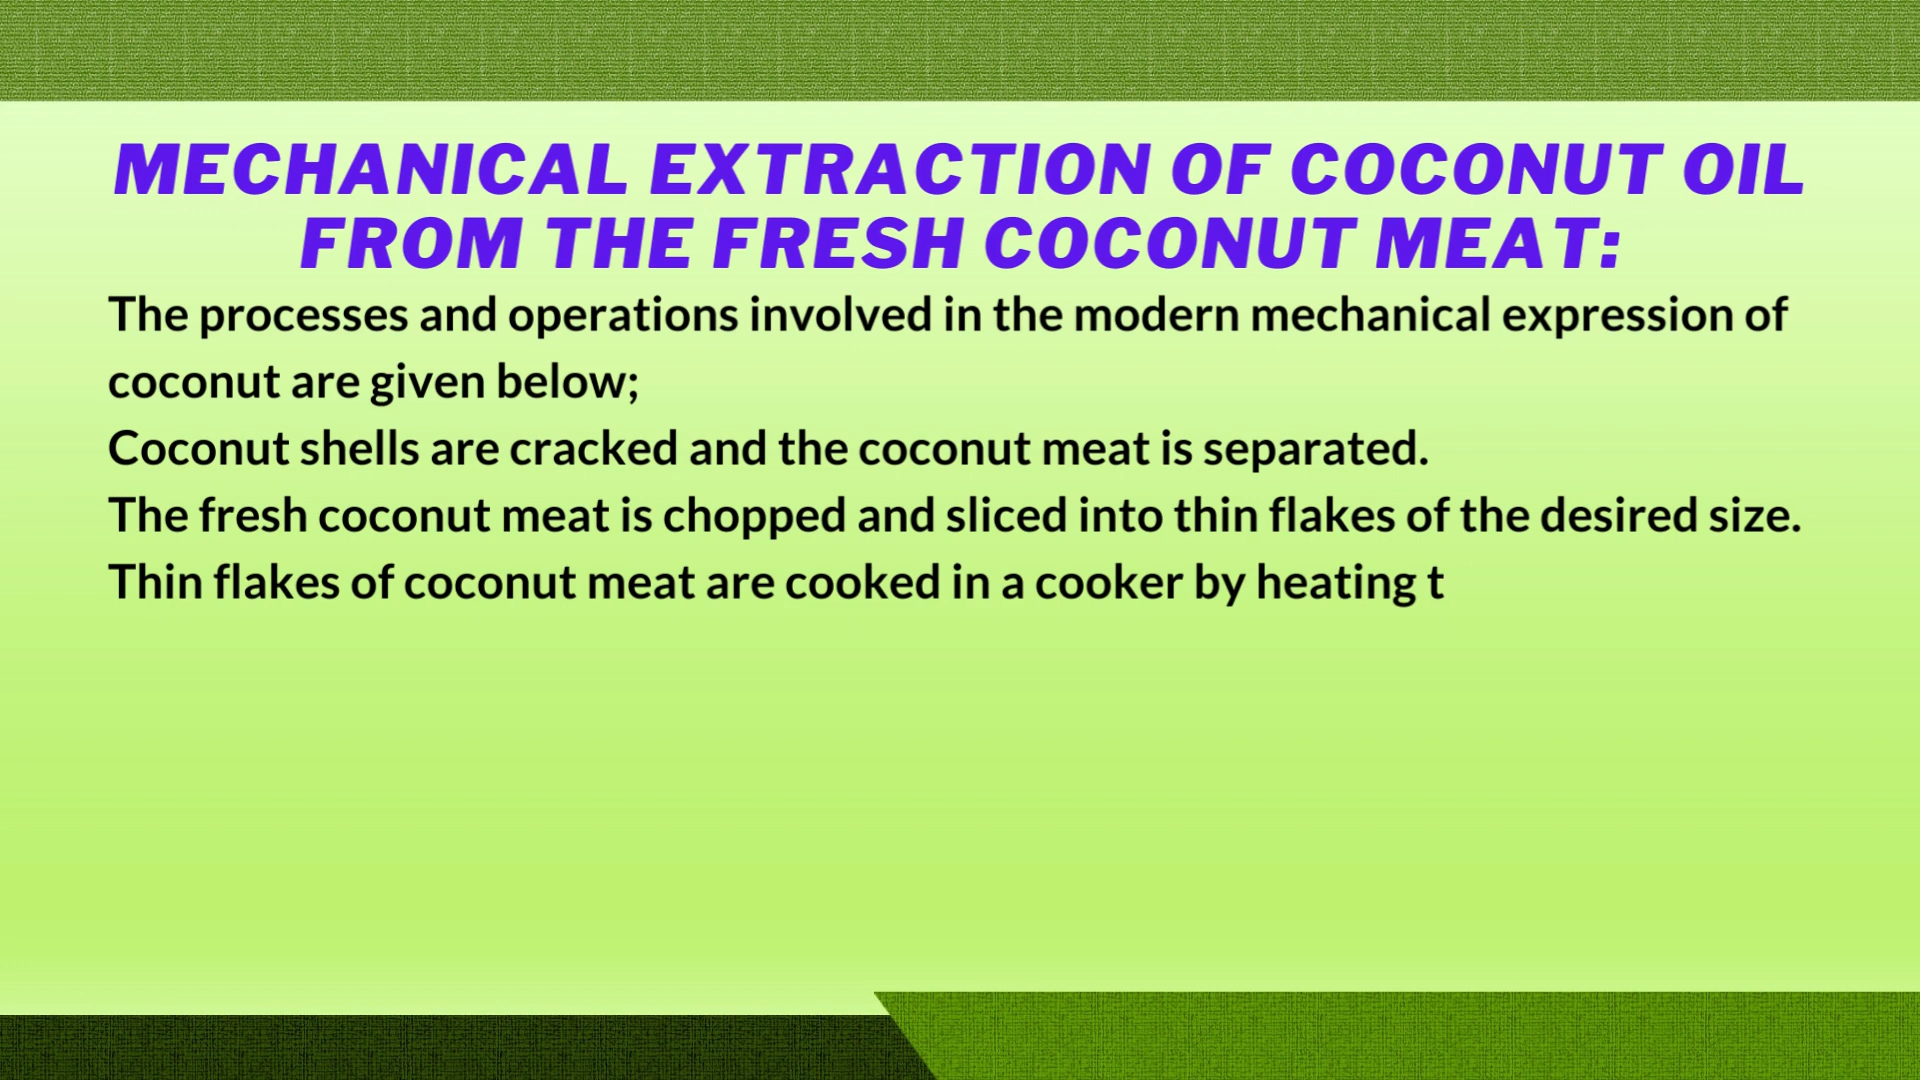 MECHANICAL EXTRACTION OF COCONUT OIL
FROM THE FRESH COCONUT MEAT:
The processes and operations involved in the modern mechanical expression of
coconut are given below;
Coconut shells are cracked and the coconut meat is separated.
The fresh coconut meat is chopped and sliced into thin flakes of the desired size.
Thin flakes of coconut meat are cooked in a cooker by heating t